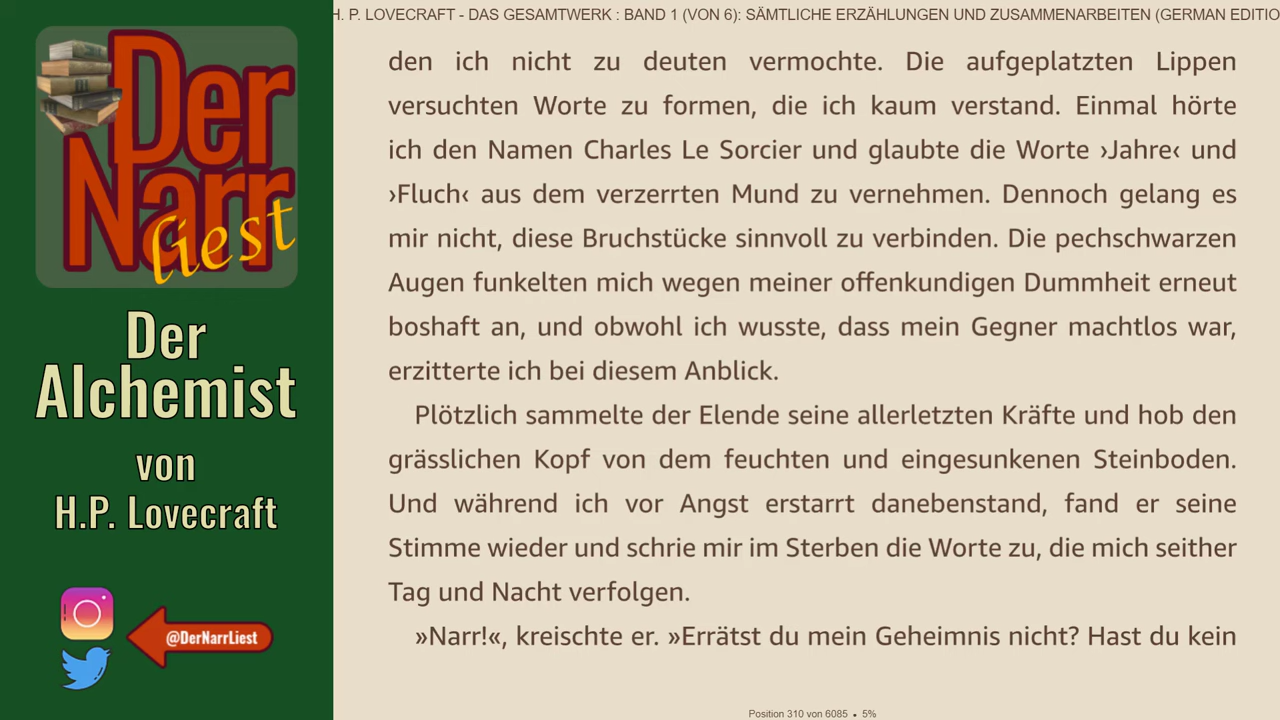 Der
Narr
liest
Der
Alchemist
von
H.P. Lovecraft
@DerNarrLiest
H. P. LOVECRAFT - DAS GESAMTWERK : BAND 1 (VON 6): SÄMTLICHE ERZÄHLUNGEN UND ZUSAMMENARBEITEN (GERMAN EDITIO
den ich nicht zu deuten vermochte. Die aufgeplatzten Lippen
versuchten Worte zu formen, die ich kaum verstand. Einmal hörte
ich den Namen Charles Le Sorcier und glaubte die Worte ›Jahre‹ und
›Fluch‹ aus dem verzerrten Mund zu vernehmen. Dennoch gelang es
mir nicht, diese Bruchstücke sinnvoll zu verbinden. Die pechschwarzen
Augen funkelten mich wegen meiner offenkundigen Dummheit erneut
boshaft an, und obwohl ich wusste, dass mein Gegner machtlos war,
erzitterte ich bei diesem Anblick.
Plötzlich sammelte der Elende seine allerletzten Kräfte und hob den
grässlichen Kopf von dem feuchten und eingesunkenen Steinboden.
Und während ich vor Angst erstarrt danebenstand, fand er seine
Stimme wieder und schrie mir im Sterben die Worte zu, die mich seither
Tag und Nacht verfolgen.
»Narr!«, kreischte er. »Errätst du mein Geheimnis nicht? Hast du kein
Position 310 von 6085 • 5%